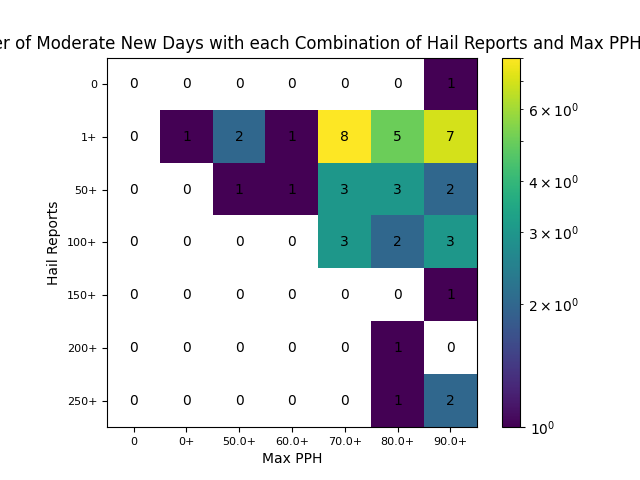 er of Moderate New Days with each Combination of Hail Reports and Max PPH
0 0 0 0 0 0 0 1
1+ 0 1 2 1 8 5 7
50+ 0 0 1 1 3 3 2
100+ 0 0 0 0 3 2 3
150+ 0 0 0 0 0 0 1
200+ 0 0 0 0 0 1 0
250+ 0 0 0 0 0 1 2
0 0+ 50.0+ 60.0+ 70.0+ 80.0+ 90.0+
Max PPH
Hail Reports
6×10⁰
4×10⁰
3×10⁰
2×10⁰
10⁰